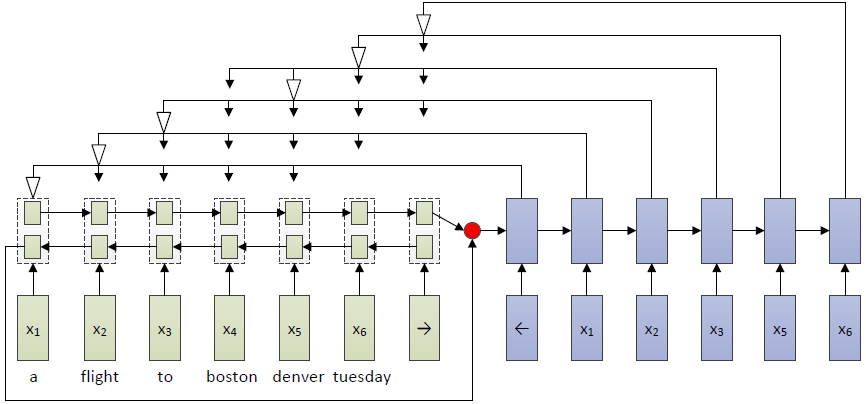 x₁ x₂ x₃ x₄ x₅ x₆ → ← x₁ x₂ x₃ x₅ x₆
a flight to boston denver tuesday